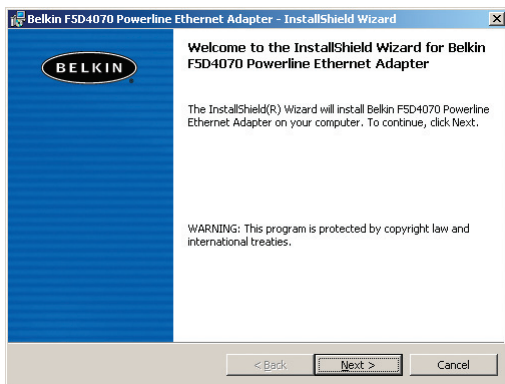 Belkin F5D4070 Powerline Ethernet Adapter - InstallShield Wizard
BELKIN
Welcome to the InstallShield Wizard for Belkin
F5D4070 Powerline Ethernet Adapter
The InstallShield(R) Wizard will install Belkin F5D4070 Powerline
Ethernet Adapter on your computer. To continue, click Next.
WARNING: This program is protected by copyright law and
international treaties.
< Back
Next >
Cancel